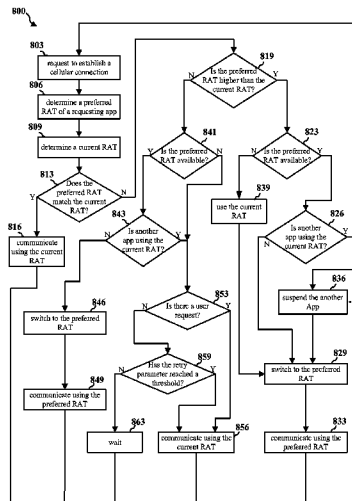 800
803
request to establish a
cellular connection
806
determine a preferred
RAT of a requesting app
809
determine a current RAT
813
Does the
preferred RAT
match the current
RAT?
Y
N
816
communicate
using the current
RAT
819
Is the preferred
RAT higher than the
current RAT?
N
Y
841
Is the preferred
RAT available?
Y
N
823
Is the preferred
RAT available?
N
Y
839
use the current
RAT
843
Is another
app using the
current RAT?
N
Y
826
Is another
app using the
current RAT?
N
Y
836
suspend the another
App
846
switch to the preferred
RAT
853
Is there a user
request?
N
Y
829
switch to the preferred
RAT
849
communicate using the
preferred RAT
859
Has the retry
parameter reached a
threshold?
N
Y
863
wait
856
communicate using the
current RAT
833
communicate using the
preferred RAT